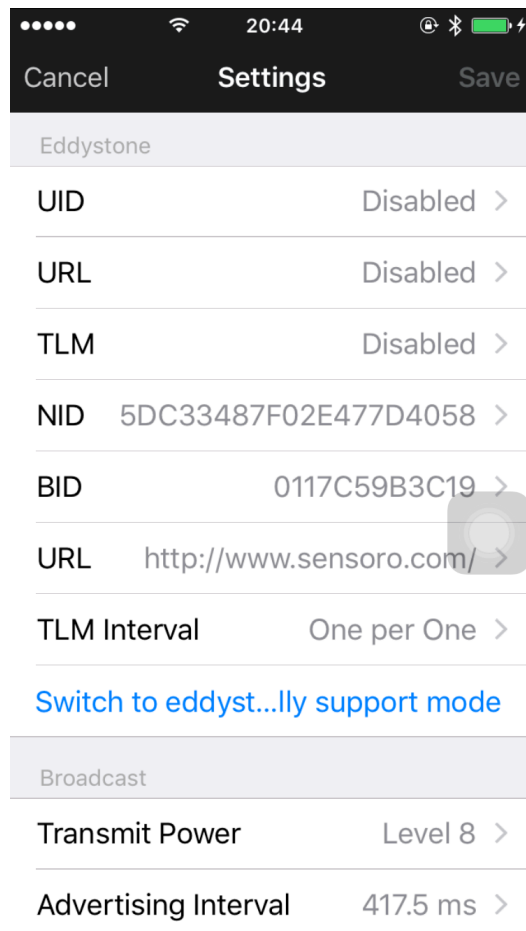 20:44
Cancel Settings Save
Eddystone
UID Disabled
URL Disabled
TLM Disabled
NID 5DC33487F02E477D4058
BID 0117C59B3C19
URL http://www.sensoro.com/
TLM Interval One per One
Switch to eddyst...lly support mode
Broadcast
Transmit Power Level 8
Advertising Interval 417.5 ms